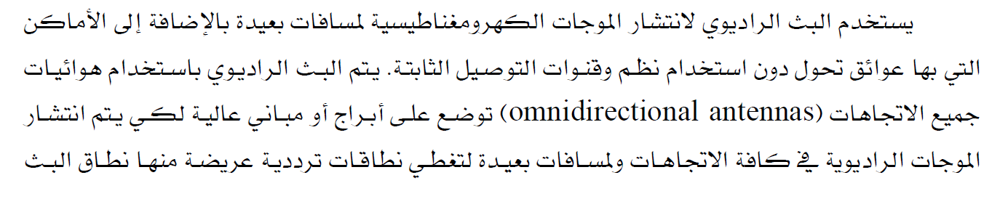 يستخدم البث الراديوي لانتشار الموجات الكهرومغناطيسية لمسافات بعيدة بالإضافة إلى الأماكن
التي بها عوائق تحول دون استخدام نظم وقنوات التوصيل الثابتة. يتم البث الراديوي باستخدام هوائيات
جميع الاتجاهات (omnidirectional antennas) توضع على أبراج أو مباني عالية لكي يتم انتشار
الموجات الراديوية في كافة الاتجاهات ولمسافات بعيدة لتغطي نطاقات ترددية عريضة منها نطاق البث